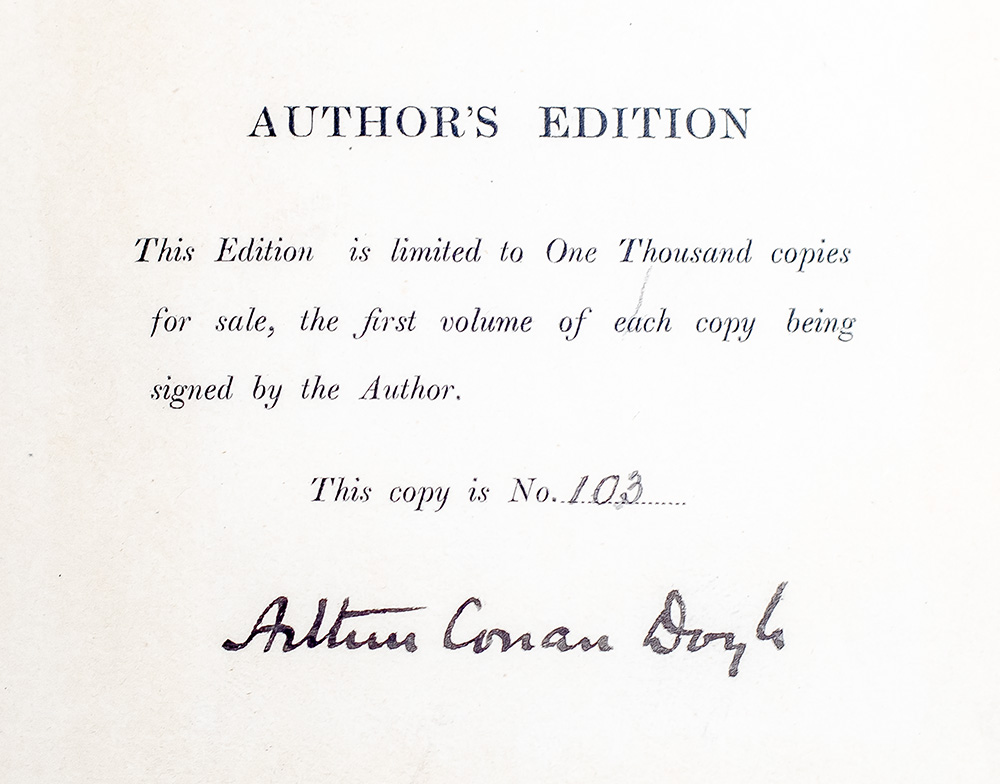 AUTHOR'S EDITION
This Edition is limited to One Thousand copies
for sale, the first volume of each copy being
signed by the Author.
This copy is No. 103
Arthur Conan Doyle